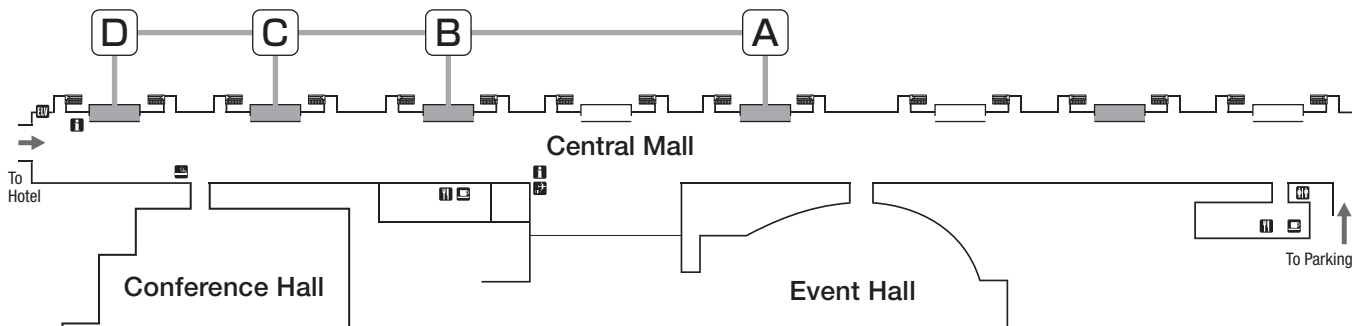 D
C
B
A
Central Mall
To
Hotel
To Parking
Conference Hall
Event Hall